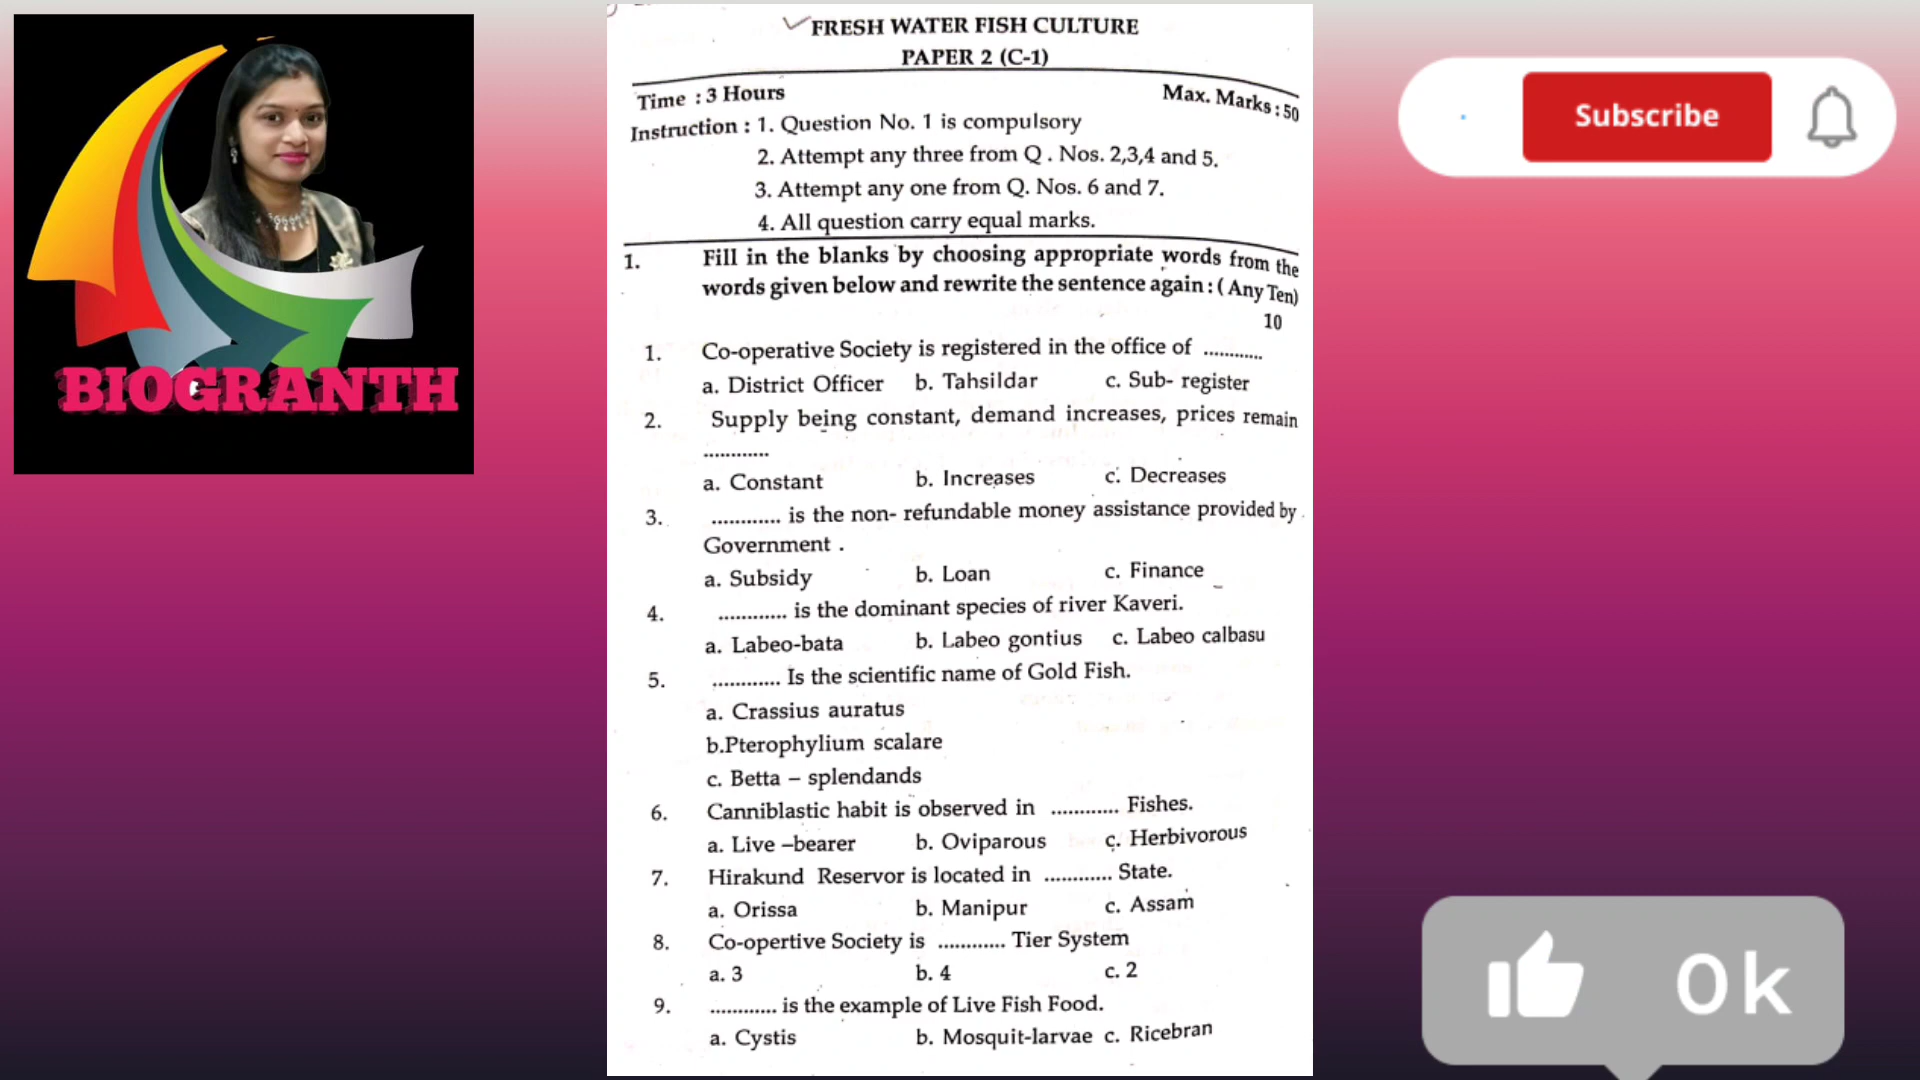 BIOGRANTH
FRESH WATER FISH CULTURE
PAPER 2 (C-1)
Time : 3 Hours
Max. Marks : 50
Instruction : 1. Question No. 1 is compulsory
2. Attempt any three from Q . Nos. 2,3,4 and 5.
3. Attempt any one from Q. Nos. 6 and 7.
4. All question carry equal marks.
1. Fill in the blanks by choosing appropriate words from the
words given below and rewrite the sentence again : ( Any Ten)
10
1. Co-operative Society is registered in the office of ............
a. District Officer b. Tahsildar c. Sub- register
2. Supply being constant, demand increases, prices remain
............
a. Constant b. Increases c. Decreases
3. ............ is the non- refundable money assistance provided by
Government .
a. Subsidy b. Loan c. Finance
4. ............ is the dominant species of river Kaveri.
a. Labeo-bata b. Labeo gontius c. Labeo calbasu
5. ............ Is the scientific name of Gold Fish.
a. Crassius auratus
b.Pterophylium scalare
c. Betta – splendands
6. Canniblastic habit is observed in ............ Fishes.
a. Live –bearer b. Oviparous c. Herbivorous
7. Hirakund Reservor is located in ............ State.
a. Orissa b. Manipur c. Assam
8. Co-opertive Society is ............ Tier System
a. 3 b. 4 c. 2
9. ............ is the example of Live Fish Food.
a. Cystis b. Mosquit-larvae c. Ricebran
Subscribe
0k